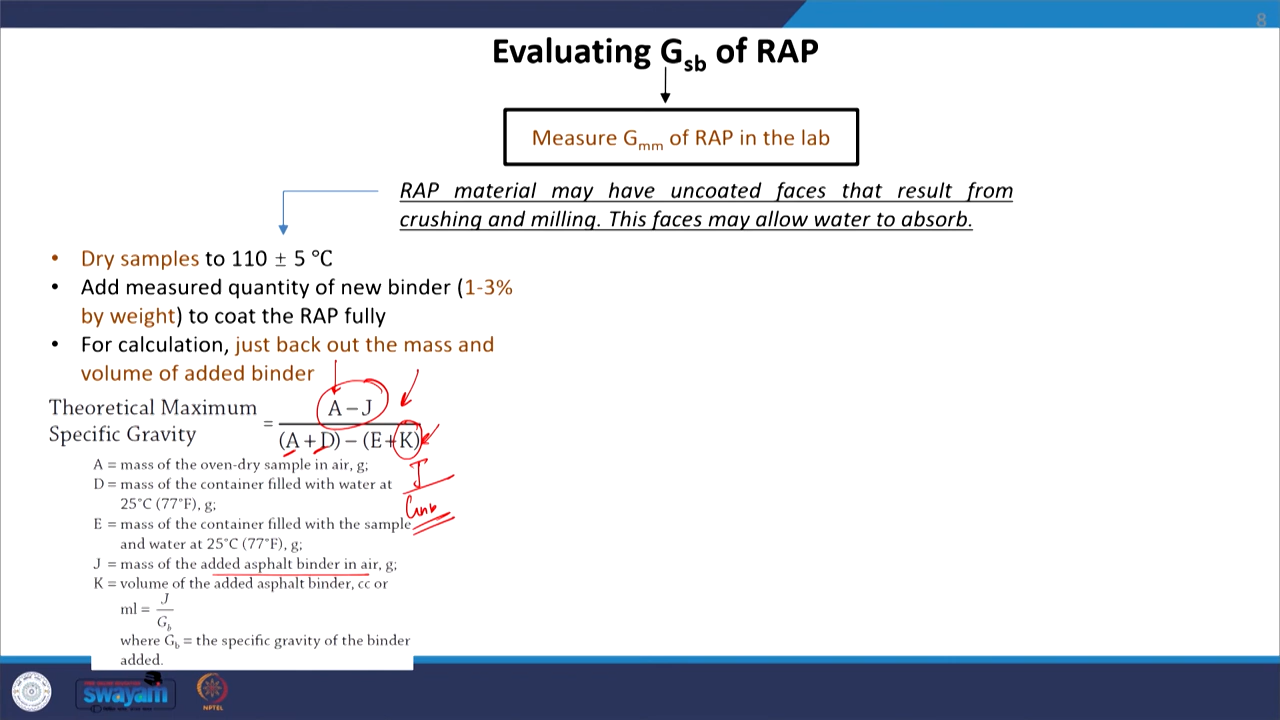 8
Evaluating Gsb of RAP
Measure Gmm of RAP in the lab
RAP material may have uncoated faces that result from
crushing and milling. This faces may allow water to absorb.
• Dry samples to 110 ± 5 °C
• Add measured quantity of new binder (1-3%
by weight) to coat the RAP fully
• For calculation, just back out the mass and
volume of added binder
Theoretical Maximum
Specific Gravity
= A – J
(A + D) – (E+K)
A = mass of the oven-dry sample in air, g;
D = mass of the container filled with water at
25°C (77°F), g;
E = mass of the container filled with the sample
and water at 25°C (77°F), g;
J = mass of the added asphalt binder in air, g;
K = volume of the added asphalt binder, cc or
ml = J
Gb
where Gb = the specific gravity of the binder
added.
swayam
NPTEL